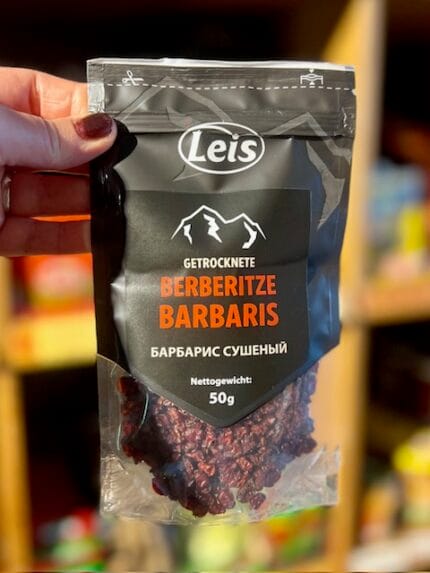 Leis
GETROCKNETE
BERBERITZE
BARBARIS
БАРБАРИС СУШЕНЫЙ
Nettogewicht:
50g